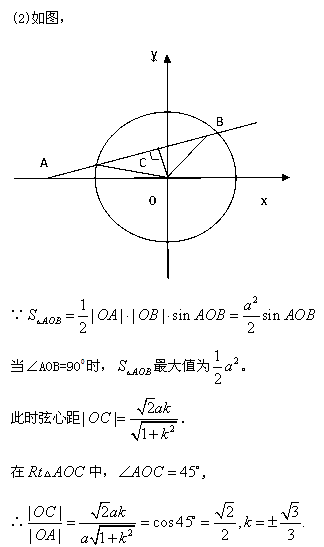 (2)如图，
y
B
A
C
O
x
∵ S△AOB = 1/2 |OA|·|OB|·sin AOB = a²/2 sin AOB
当∠AOB=90°时，S△AOB最大值为1/2 a²。
此时弦心距|OC| = √2ak/√(1+k²).
在Rt△AOC中，∠AOC = 45°,
∴ |OC|/|OA| = √2ak/(a√(1+k²)) = cos45° = √2/2, k = ±√3/3.